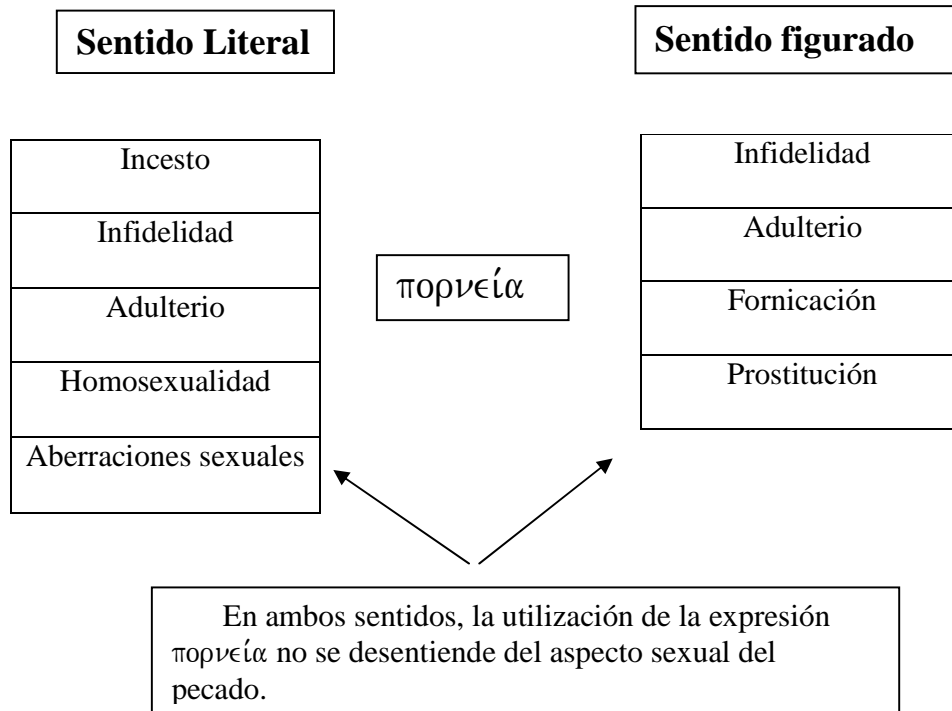 Sentido Literal
Sentido figurado
Incesto
Infidelidad
Adulterio
Homosexualidad
Aberraciones sexuales
πορνεία
Infidelidad
Adulterio
Fornicación
Prostitución
En ambos sentidos, la utilización de la expresión
πορνεία no se desentiende del aspecto sexual del
pecado.